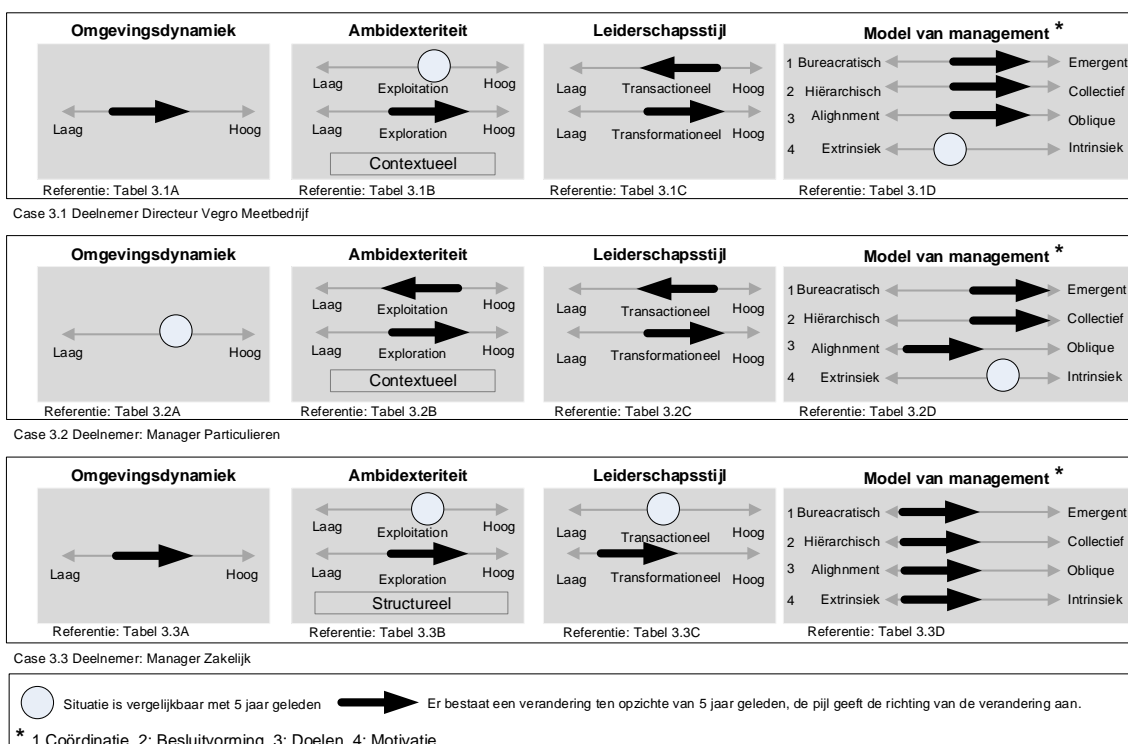 Omgevingsdynamiek Ambidexteriteit Leiderschapsstijl Model van management *
Laag Hoog
Laag Exploitation Hoog
Laag Exploration Hoog
Contextueel
Laag Transactioneel Hoog
Laag Transformationeel Hoog
1 Bureacratisch Emergent
2 Hiërarchisch Collectief
3 Alighnment Oblique
4 Extrinsiek Intrinsiek
Referentie: Tabel 3.1A Referentie: Tabel 3.1B Referentie: Tabel 3.1C Referentie: Tabel 3.1D
Case 3.1 Deelnemer Directeur Vegro Meetbedrijf
Omgevingsdynamiek Ambidexteriteit Leiderschapsstijl Model van management *
Laag Hoog
Laag Exploitation Hoog
Laag Exploration Hoog
Contextueel
Laag Transactioneel Hoog
Laag Transformationeel Hoog
1 Bureacratisch Emergent
2 Hiërarchisch Collectief
3 Alighnment Oblique
4 Extrinsiek Intrinsiek
Referentie: Tabel 3.2A Referentie: Tabel 3.2B Referentie: Tabel 3.2C Referentie: Tabel 3.2D
Case 3.2 Deelnemer: Manager Particulieren
Omgevingsdynamiek Ambidexteriteit Leiderschapsstijl Model van management *
Laag Hoog
Laag Exploitation Hoog
Laag Exploration Hoog
Structureel
Laag Transactioneel Hoog
Laag Transformationeel Hoog
1 Bureacratisch Emergent
2 Hiërarchisch Collectief
3 Alighnment Oblique
4 Extrinsiek Intrinsiek
Referentie: Tabel 3.3A Referentie: Tabel 3.3B Referentie: Tabel 3.3C Referentie: Tabel 3.3D
Case 3.3 Deelnemer: Manager Zakelijk
Situatie is vergelijkbaar met 5 jaar geleden Er bestaat een verandering ten opzichte van 5 jaar geleden, de pijl geeft de richting van de verandering aan.
* 1 Coördinatie, 2: Besluitvorming, 3: Doelen, 4: Motivatie